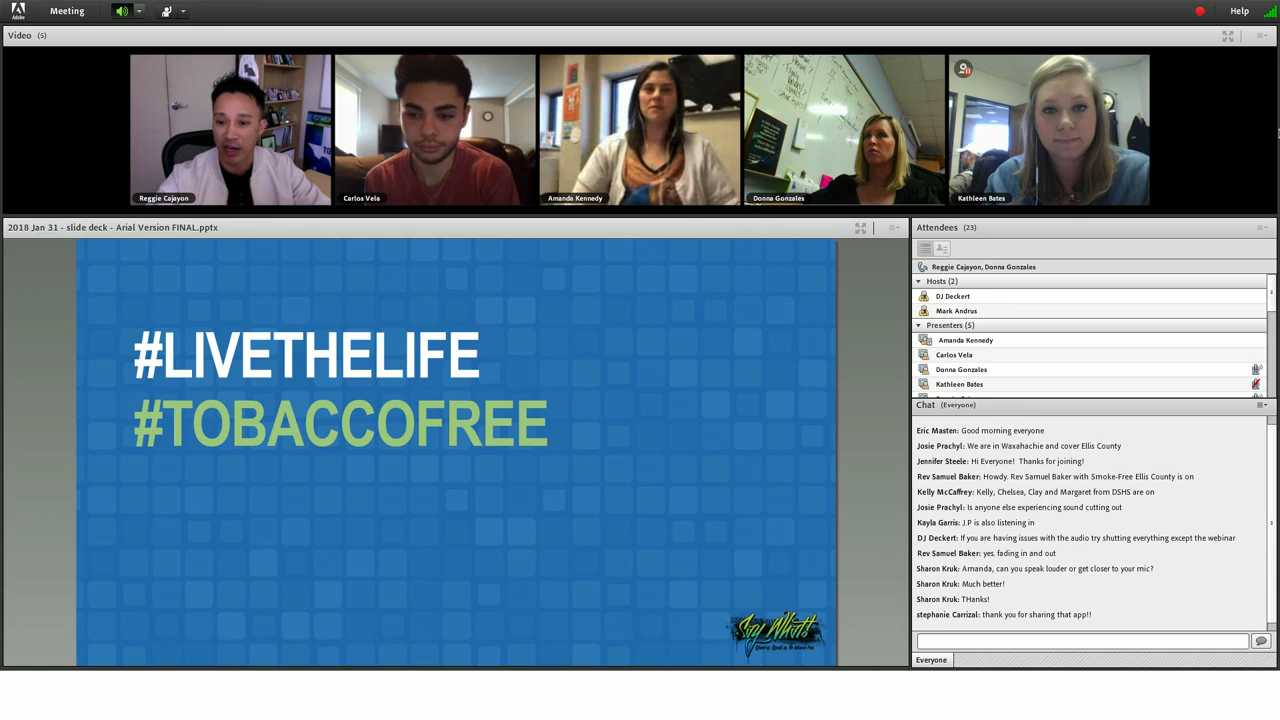 Adobe
Meeting
Help
Video (5)
Reggie Cajayon
Carlos Vela
Amanda Kennedy
Donna Gonzales
Kathleen Bates
2018 Jan 31 - slide deck - Arial Version FINAL.pptx
#LIVETHELIFE
#TOBACCOFREE
Say What!
Attendees (23)
Reggie Cajayon, Donna Gonzales
Hosts (2)
DJ Deckert
Mark Andrus
Presenters (5)
Amanda Kennedy
Carlos Vela
Donna Gonzales
Kathleen Bates
Chat (Everyone)
Eric Masten: Good morning everyone
Josie Prachyl: We are in Waxahachie and cover Ellis County
Jennifer Steele: Hi Everyone! Thanks for joining!
Rev Samuel Baker: Howdy. Rev Samuel Baker with Smoke-Free Ellis County is on
Kelly McCaffrey: Kelly, Chelsea, Clay and Margaret from DSHS are on
Josie Prachyl: Is anyone else experiencing sound cutting out
Kayla Garris: J.P is also listening in
DJ Deckert: If you are having issues with the audio try shutting everything except the webinar
Rev Samuel Baker: yes. fading in and out
Sharon Kruk: Amanda, can you speak louder or get closer to your mic?
Sharon Kruk: Much better!
Sharon Kruk: THanks!
stephanie Carrizal: thank you for sharing that app!!
Everyone